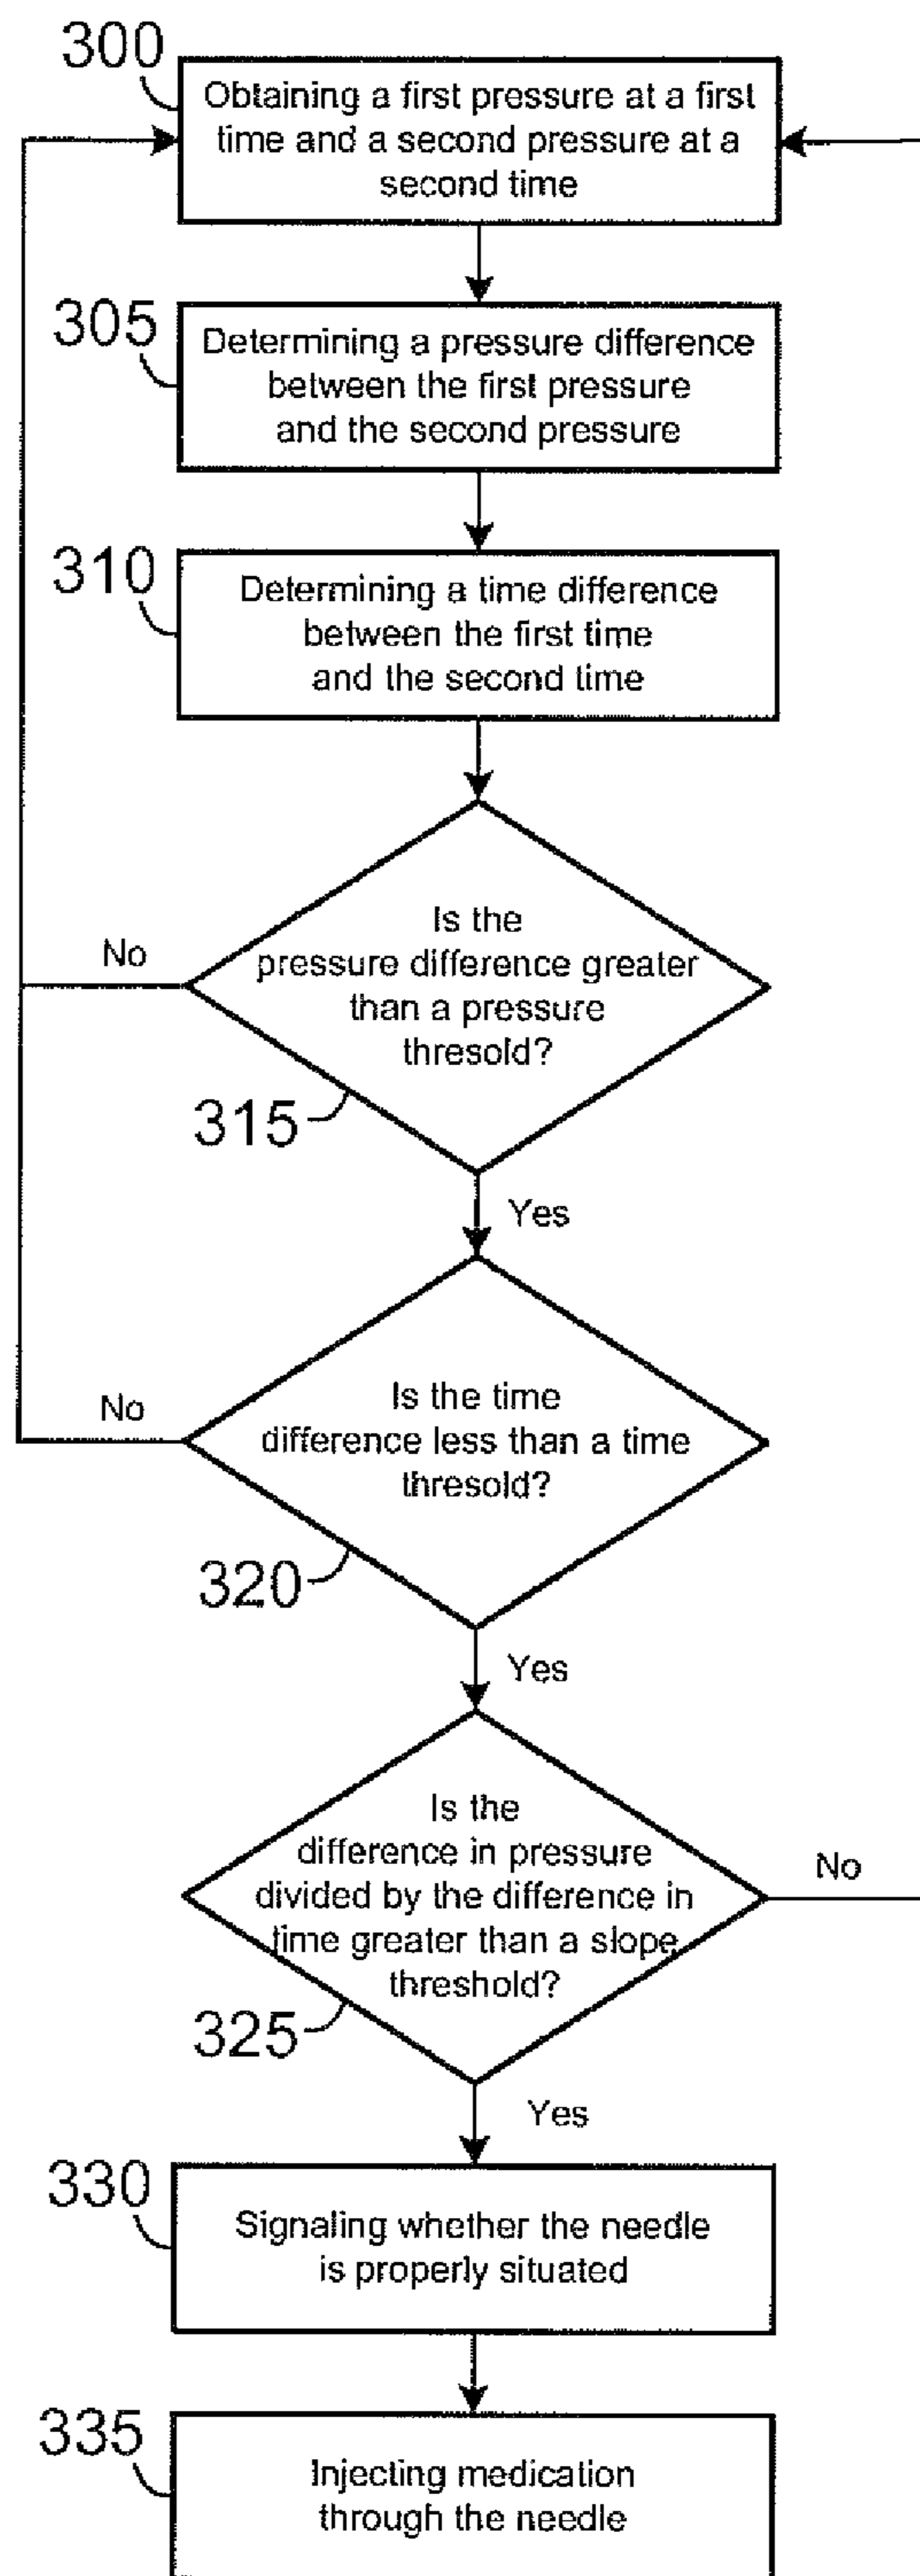 300
Obtaining a first pressure at a first
time and a second pressure at a
second time
305
Determining a pressure difference
between the first pressure
and the second pressure
310
Determining a time difference
between the first time
and the second time
Is the
pressure difference greater
than a pressure
thresold?
No
315
Yes
Is the time
difference less than a time
thresold?
No
320
Yes
Is the
difference in pressure
divided by the difference in
time greater than a slope
threshold?
No
325
Yes
330
Signaling whether the needle
is properly situated
335
Injecting medication
through the needle